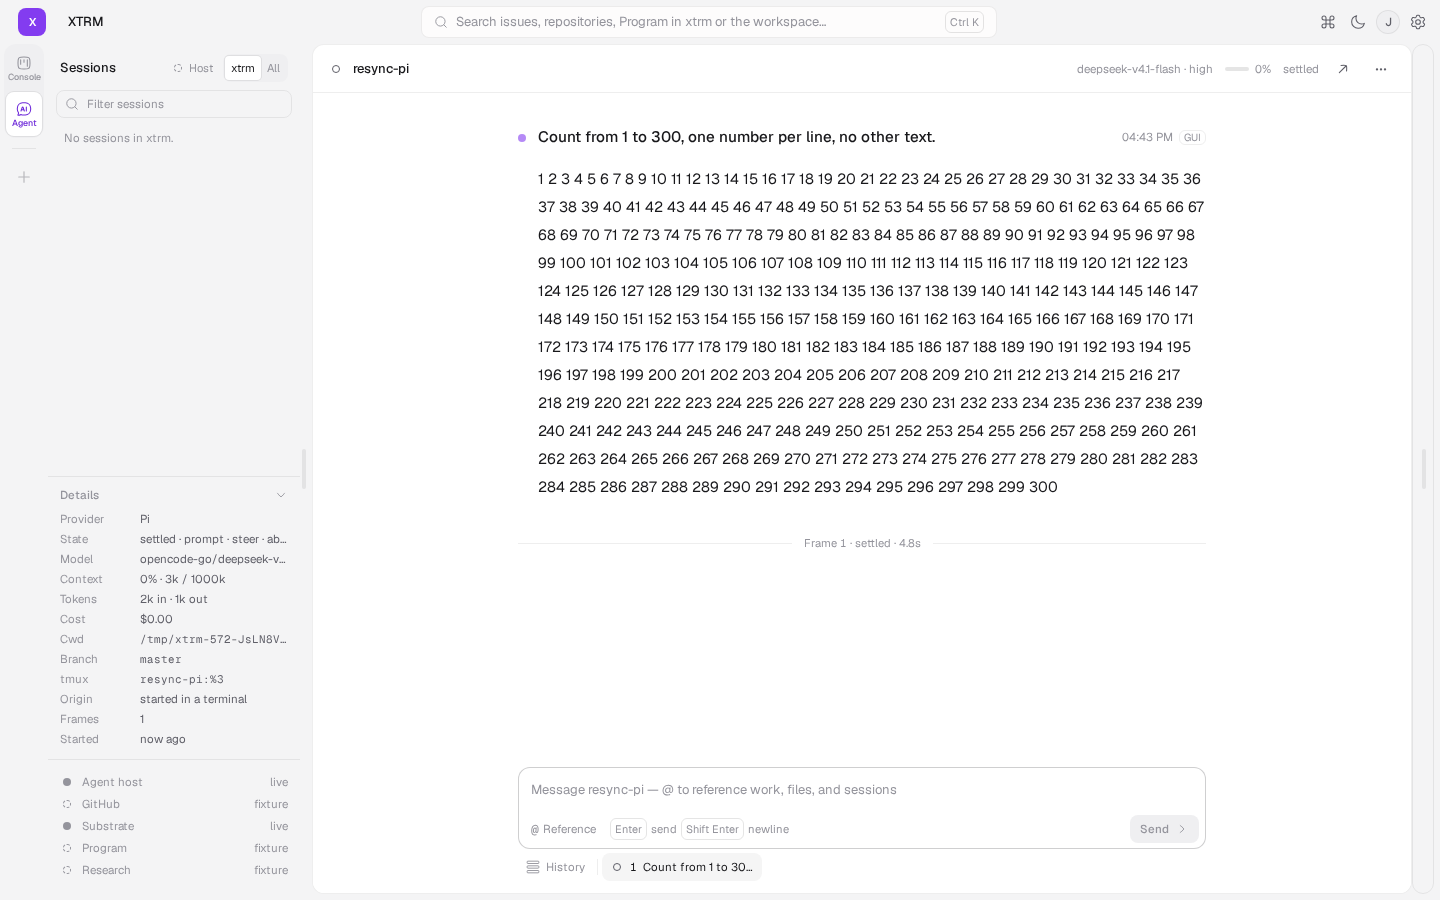 X
XTRM
Search issues, repositories, Program in xtrm or the workspace...
Ctrl K
J
Console
AI
Agent
Sessions
Host
xtrm
All
Filter sessions
No sessions in xtrm.
Details
Provider Pi
State settled · prompt · steer · ab...
Model opencode-go/deepseek-v...
Context 0% · 3k / 1000k
Tokens 2k in · 1k out
Cost $0.00
Cwd /tmp/xtrm-572-JsLN8V...
Branch master
tmux resync-pi:%3
Origin started in a terminal
Frames 1
Started now ago
Agent host live
GitHub fixture
Substrate live
Program fixture
Research fixture
resync-pi
deepseek-v4.1-flash · high
0%
settled
Count from 1 to 300, one number per line, no other text.
04:43 PM GUI
1 2 3 4 5 6 7 8 9 10 11 12 13 14 15 16 17 18 19 20 21 22 23 24 25 26 27 28 29 30 31 32 33 34 35 36
37 38 39 40 41 42 43 44 45 46 47 48 49 50 51 52 53 54 55 56 57 58 59 60 61 62 63 64 65 66 67
68 69 70 71 72 73 74 75 76 77 78 79 80 81 82 83 84 85 86 87 88 89 90 91 92 93 94 95 96 97 98
99 100 101 102 103 104 105 106 107 108 109 110 111 112 113 114 115 116 117 118 119 120 121 122 123
124 125 126 127 128 129 130 131 132 133 134 135 136 137 138 139 140 141 142 143 144 145 146 147
148 149 150 151 152 153 154 155 156 157 158 159 160 161 162 163 164 165 166 167 168 169 170 171
172 173 174 175 176 177 178 179 180 181 182 183 184 185 186 187 188 189 190 191 192 193 194 195
196 197 198 199 200 201 202 203 204 205 206 207 208 209 210 211 212 213 214 215 216 217
218 219 220 221 222 223 224 225 226 227 228 229 230 231 232 233 234 235 236 237 238 239
240 241 242 243 244 245 246 247 248 249 250 251 252 253 254 255 256 257 258 259 260 261
262 263 264 265 266 267 268 269 270 271 272 273 274 275 276 277 278 279 280 281 282 283
284 285 286 287 288 289 290 291 292 293 294 295 296 297 298 299 300
Frame 1 · settled · 4.8s
Message resync-pi — @ to reference work, files, and sessions
@ Reference
Enter send Shift Enter newline
Send
History
1 Count from 1 to 30...